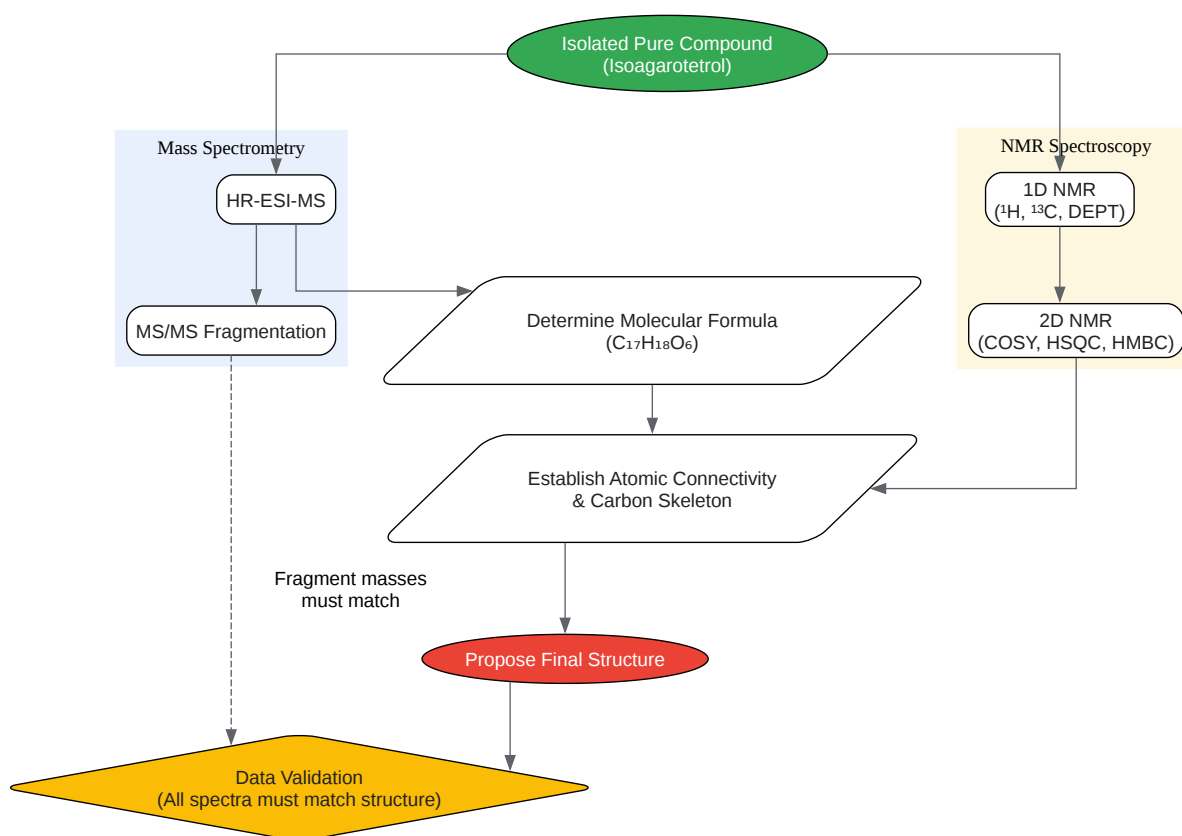 Isolated Pure Compound
(Isoagarotetrol)
Mass Spectrometry
NMR Spectroscopy
HR-ESI-MS
1D NMR
(¹H, ¹³C, DEPT)
MS/MS Fragmentation
Determine Molecular Formula
(C₁₇H₁₈O₆)
2D NMR
(COSY, HSQC, HMBC)
Establish Atomic Connectivity
& Carbon Skeleton
Fragment masses
must match
Propose Final Structure
Data Validation
(All spectra must match structure)